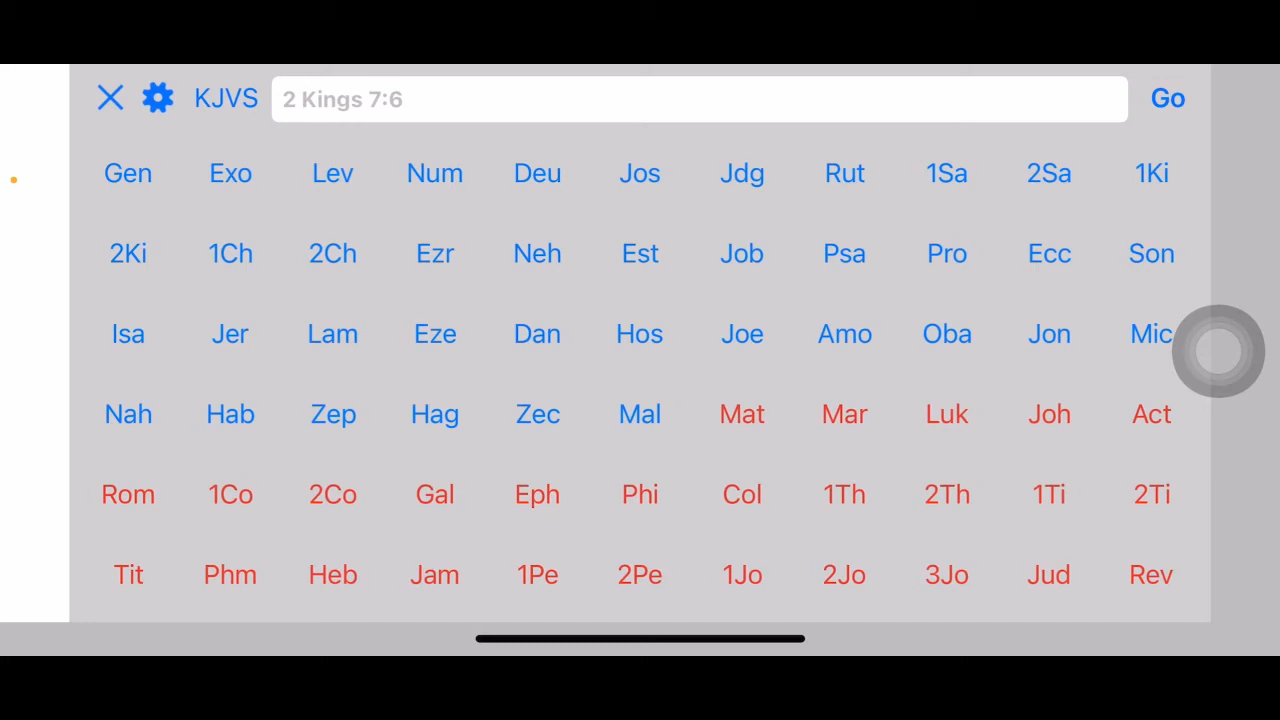 KJVS 2 Kings 7:6 Go
Gen Exo Lev Num Deu Jos Jdg Rut 1Sa 2Sa 1Ki
2Ki 1Ch 2Ch Ezr Neh Est Job Psa Pro Ecc Son
Isa Jer Lam Eze Dan Hos Joe Amo Oba Jon Mic
Nah Hab Zep Hag Zec Mal Mat Mar Luk Joh Act
Rom 1Co 2Co Gal Eph Phi Col 1Th 2Th 1Ti 2Ti
Tit Phm Heb Jam 1Pe 2Pe 1Jo 2Jo 3Jo Jud Rev